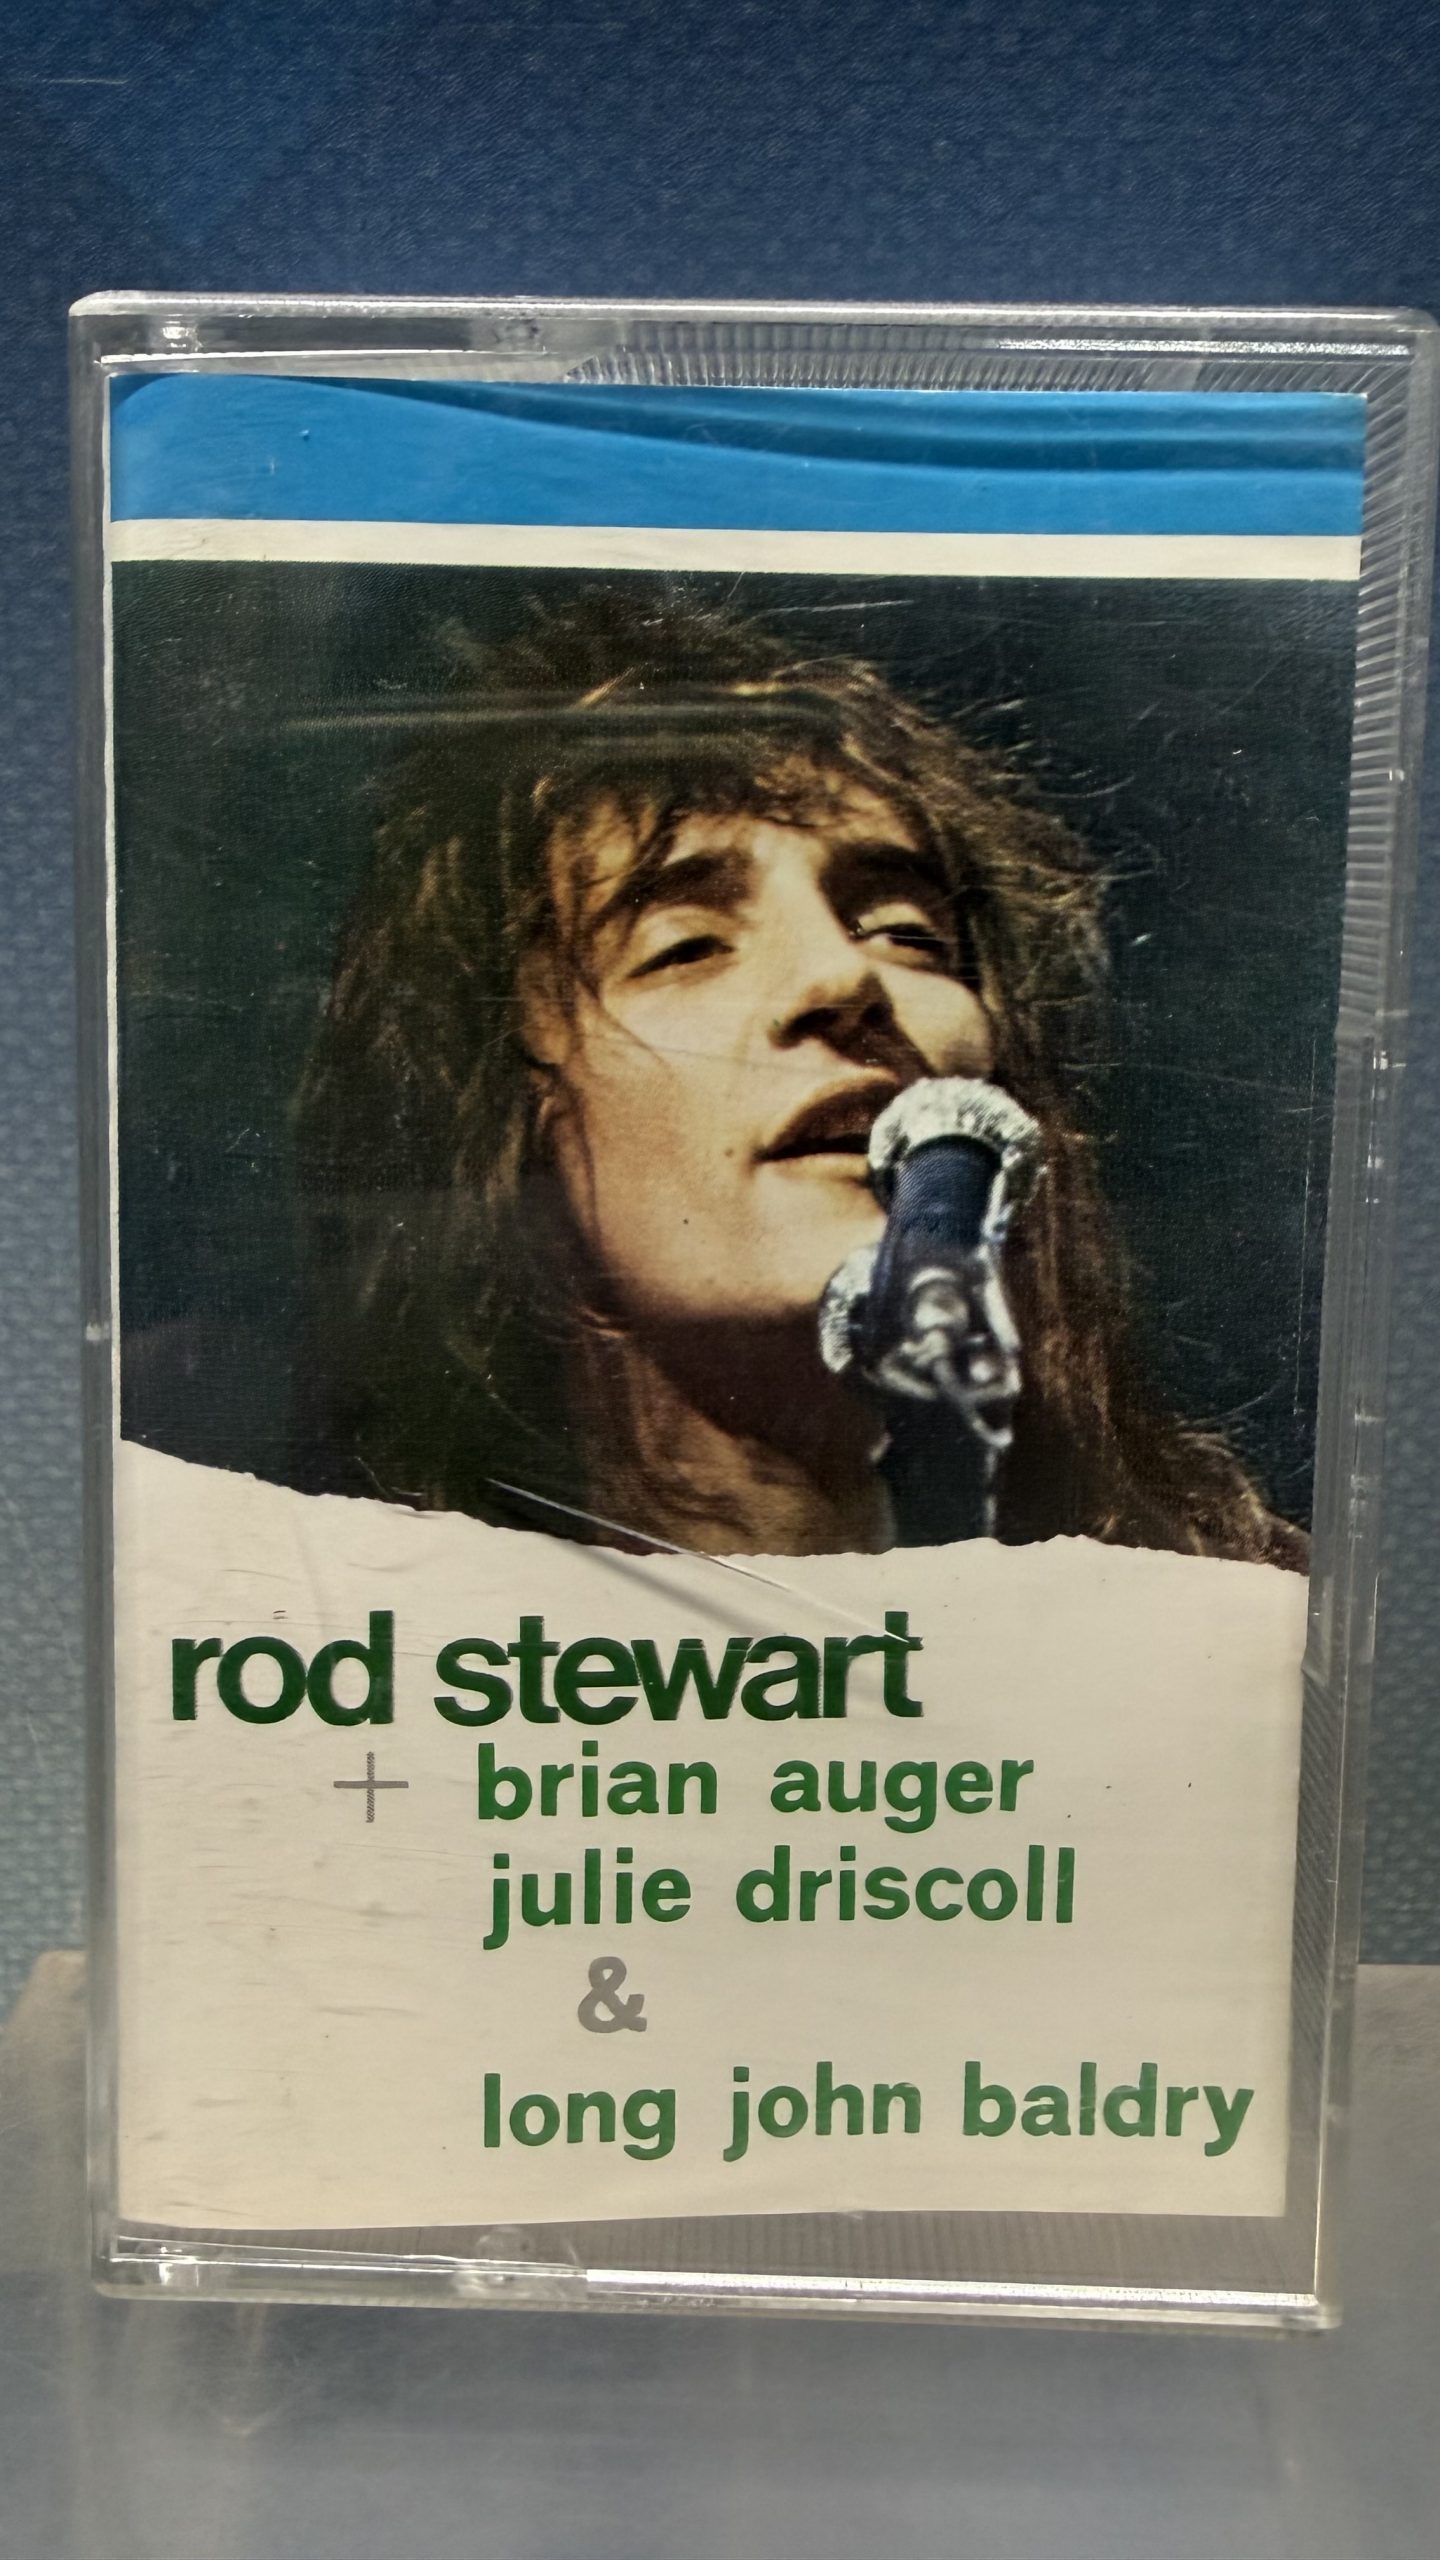 rod stewart
+ brian auger
julie driscoll
&
long john baldry